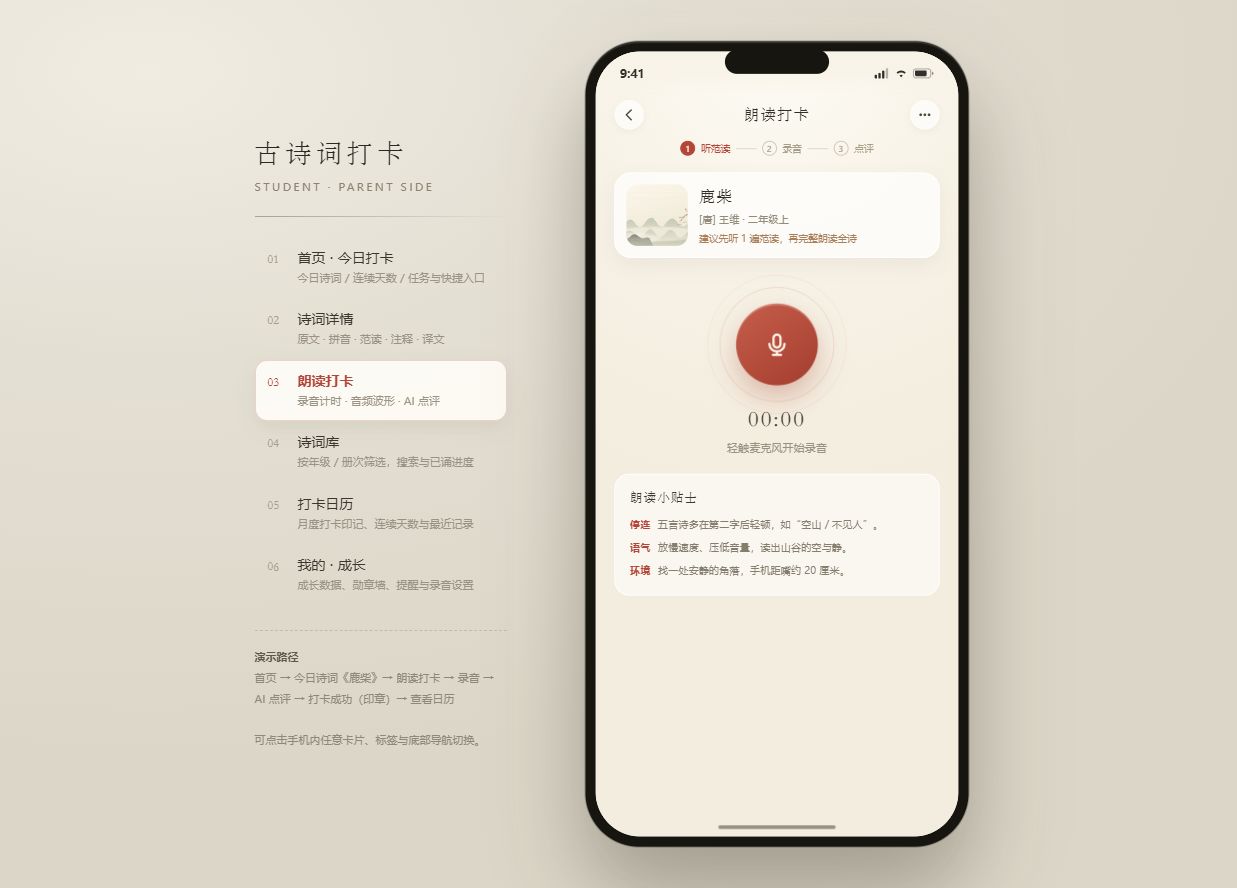 古诗词打卡
STUDENT · PARENT SIDE
01 首页 · 今日打卡
今日诗词 / 连续天数 / 任务与快捷入口
02 诗词详情
原文 · 拼音 · 范读 · 注释 · 译文
03 朗读打卡
录音计时 · 音频波形 · AI 点评
04 诗词库
按年级 / 册次筛选，搜索与已诵进度
05 打卡日历
月度打卡印记、连续天数与最近记录
06 我的 · 成长
成长数据、勋章墙、提醒与录音设置
演示路径
首页 → 今日诗词《鹿柴》 → 朗读打卡 → 录音 →
AI 点评 → 打卡成功（印章） → 查看日历
可点击手机内任意卡片、标签与底部导航切换。
9:41
朗读打卡
1 听范读 2 录音 3 点评
鹿柴
[唐] 王维 · 二年级上
建议先听 1 遍范读，再完整朗读全诗
00:00
轻触麦克风开始录音
朗读小贴士
停连 五言诗多在第二字后轻顿，如“空山 / 不见人”。
语气 放慢速度、压低音量，读出山谷的空与静。
环境 找一处安静的角落，手机距嘴约 20 厘米。